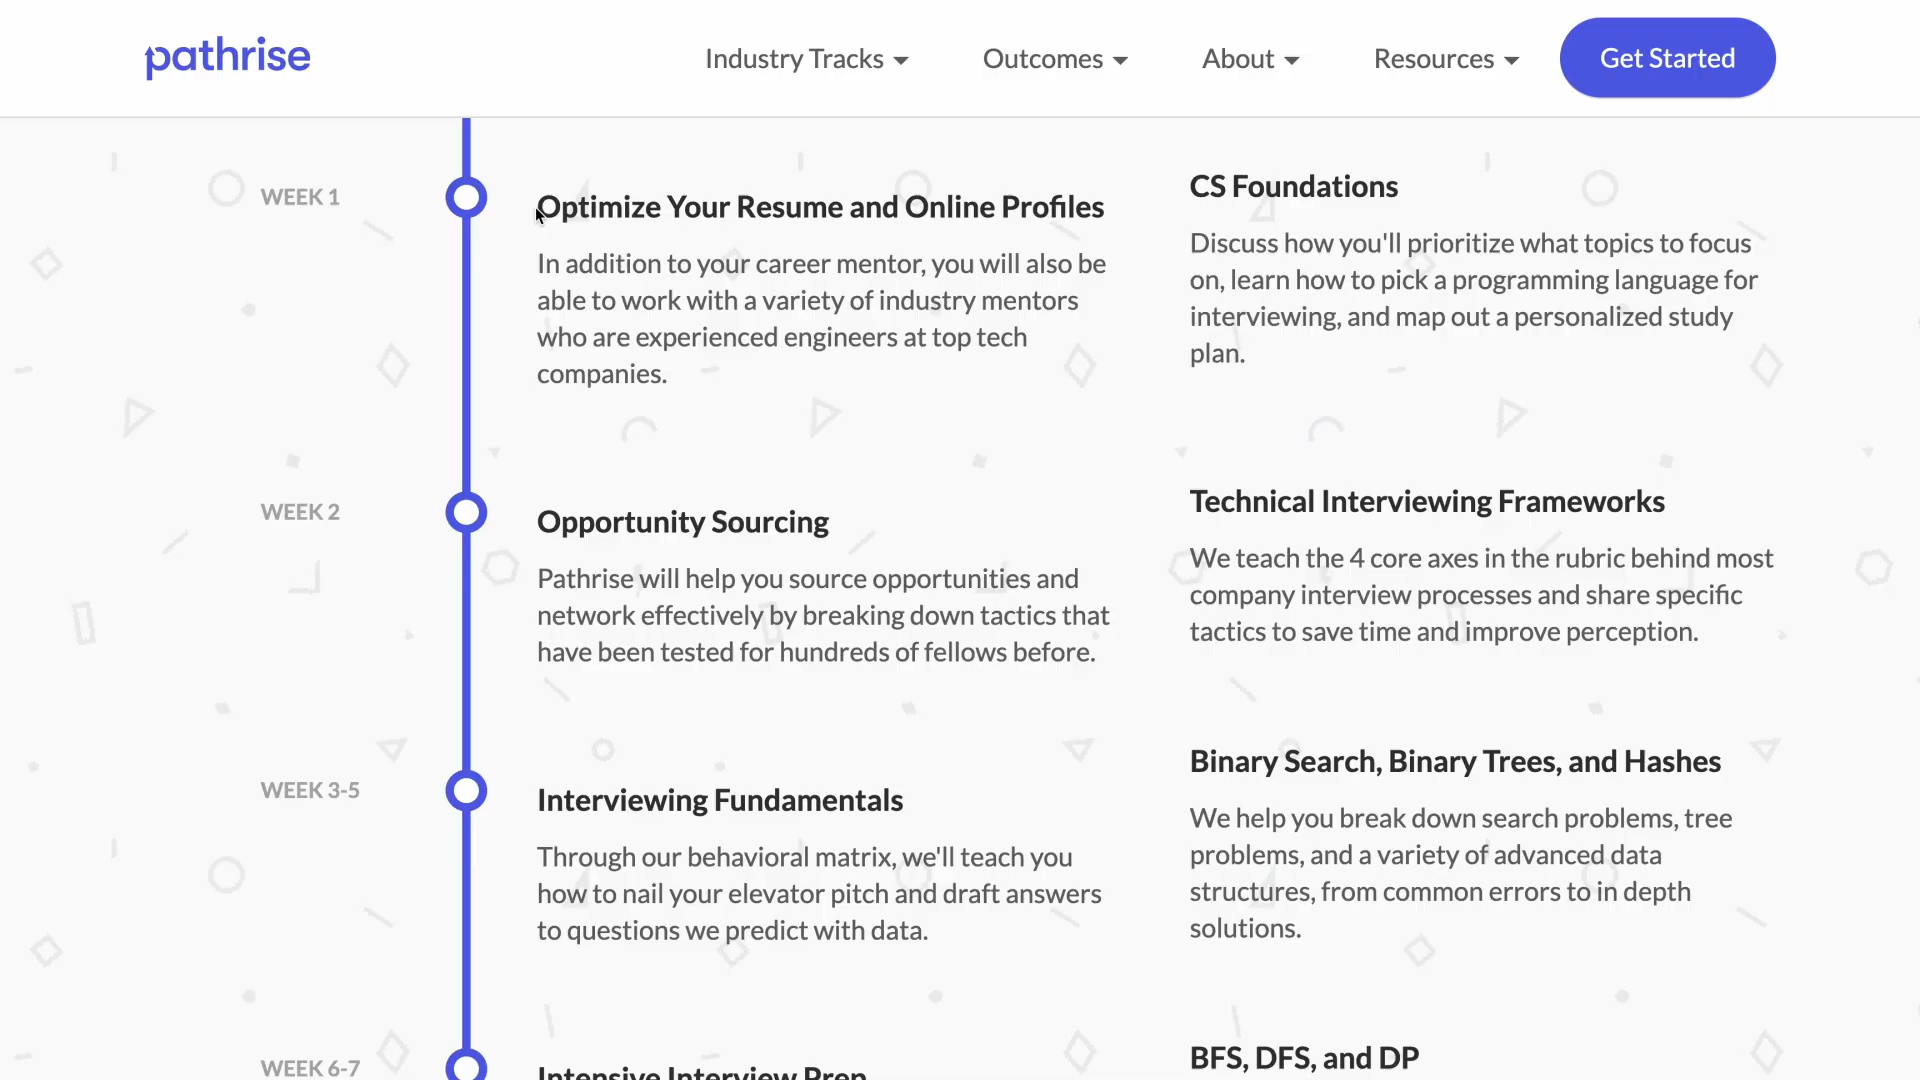 pathrise
Industry Tracks
Outcomes
About
Resources
Get Started
WEEK 1
Optimize Your Resume and Online Profiles
In addition to your career mentor, you will also be
able to work with a variety of industry mentors
who are experienced engineers at top tech
companies.
CS Foundations
Discuss how you'll prioritize what topics to focus
on, learn how to pick a programming language for
interviewing, and map out a personalized study
plan.
WEEK 2
Opportunity Sourcing
Pathrise will help you source opportunities and
network effectively by breaking down tactics that
have been tested for hundreds of fellows before.
Technical Interviewing Frameworks
We teach the 4 core axes in the rubric behind most
company interview processes and share specific
tactics to save time and improve perception.
WEEK 3-5
Interviewing Fundamentals
Through our behavioral matrix, we'll teach you
how to nail your elevator pitch and draft answers
to questions we predict with data.
Binary Search, Binary Trees, and Hashes
We help you break down search problems, tree
problems, and a variety of advanced data
structures, from common errors to in depth
solutions.
WEEK 6-7
Intensive Interview Prep
BFS, DFS, and DP